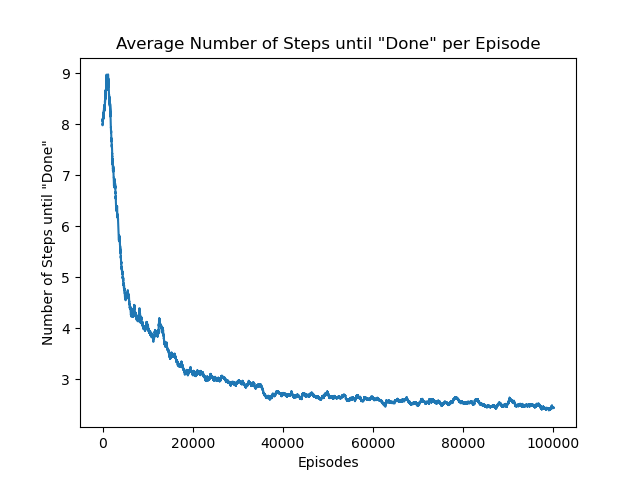 Average Number of Steps until "Done" per Episode
9
8
7
6
5
4
3
Number of Steps until "Done"
0 20000 40000 60000 80000 100000
Episodes